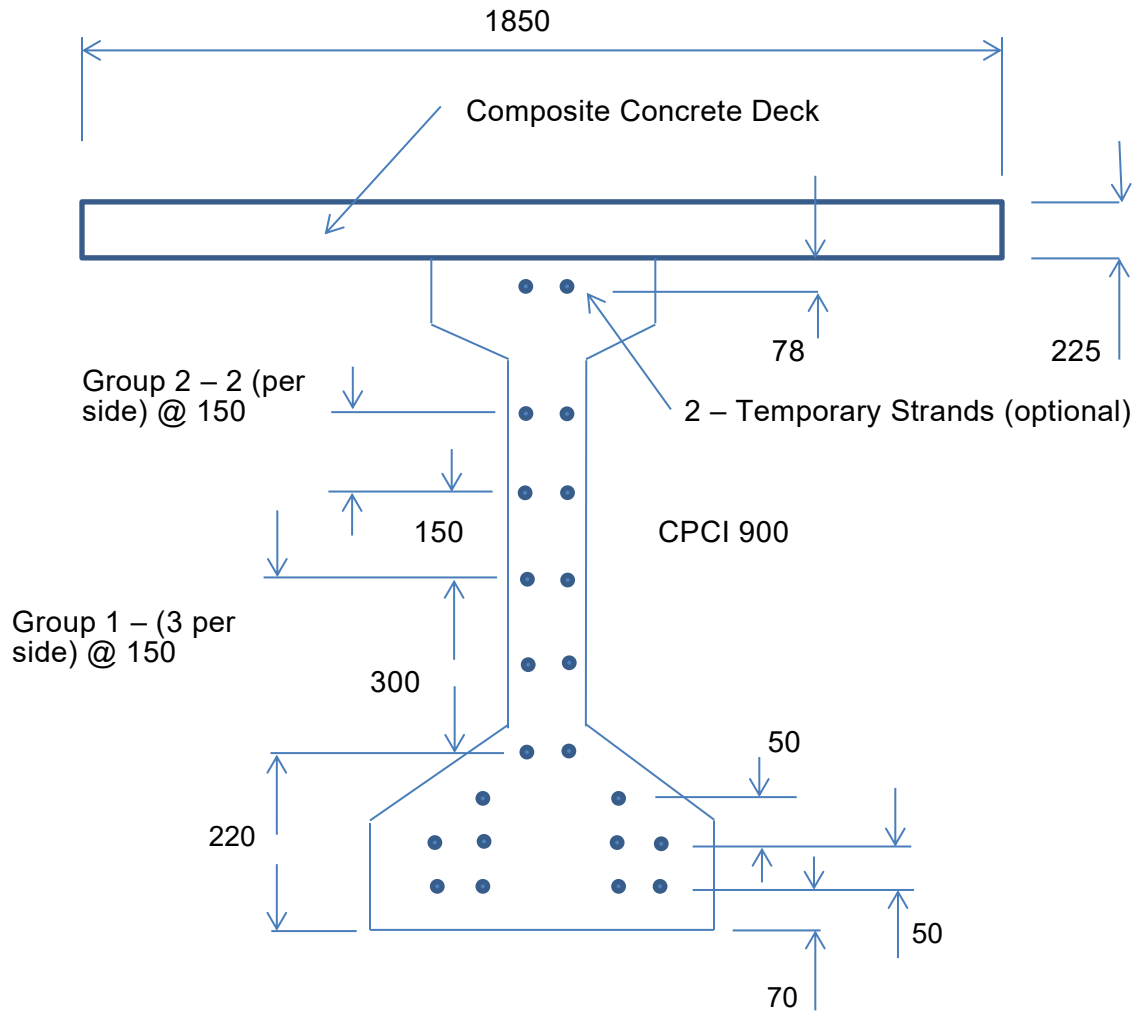 1850
Composite Concrete Deck
78
225
Group 2 – 2 (per
side) @ 150
2 – Temporary Strands (optional)
150
CPCI 900
Group 1 – (3 per
side) @ 150
300
50
220
50
70